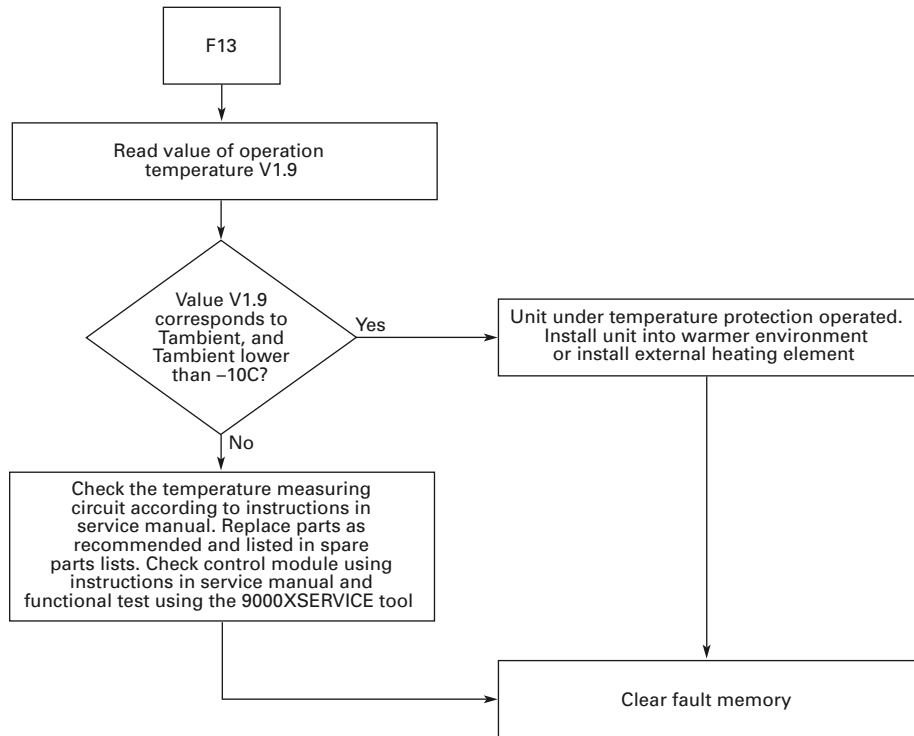 F13
Read value of operation
temperature V1.9
Value V1.9
corresponds to
Tambient, and
Tambient lower
than –10C?
Yes
Unit under temperature protection operated.
Install unit into warmer environment
or install external heating element
No
Check the temperature measuring
circuit according to instructions in
service manual. Replace parts as
recommended and listed in spare
parts lists. Check control module using
instructions in service manual and
functional test using the 9000XSERVICE tool
Clear fault memory